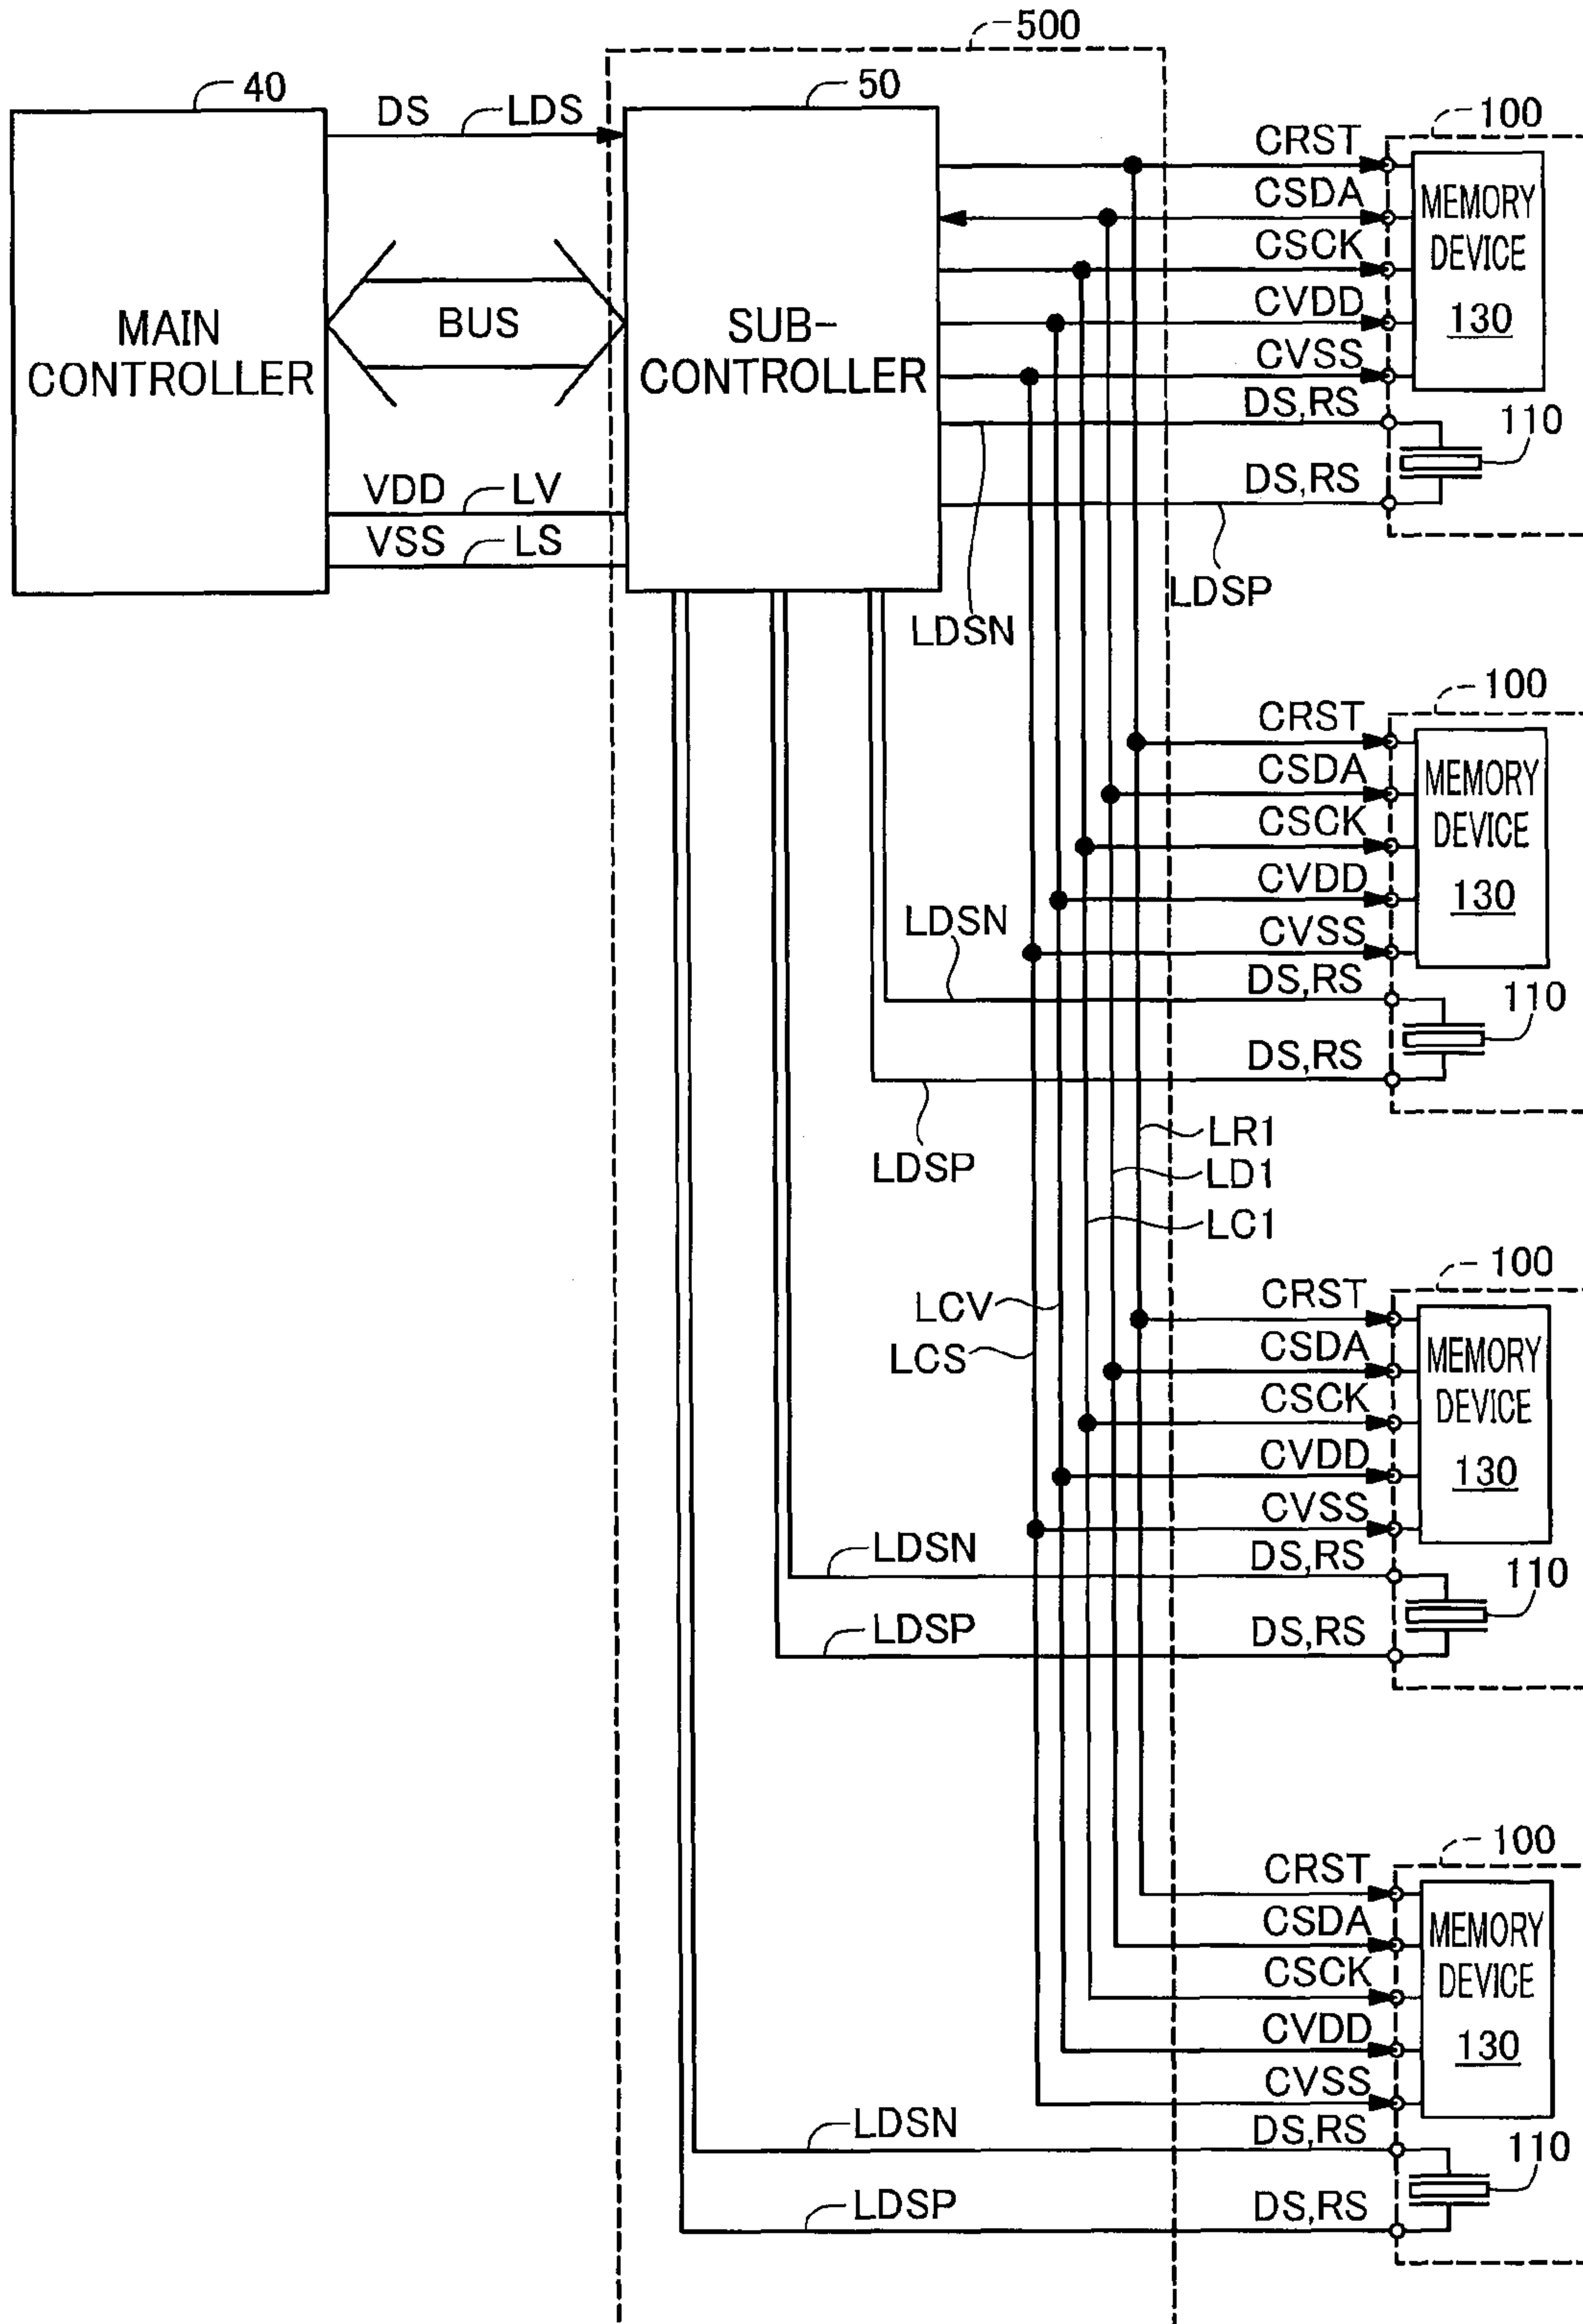 500
40
50
100
DS
LDS
CRST
CSDA
CSCK
CVDD
CVSS
DS,RS
DS,RS
MEMORY
DEVICE
130
110
MAIN
CONTROLLER
BUS
SUB-
CONTROLLER
VDD
LV
VSS
LS
LDSP
LDSN
100
CRST
CSDA
CSCK
CVDD
CVSS
DS,RS
DS,RS
MEMORY
DEVICE
130
110
LDSN
LDSP
LR1
LD1
LC1
LCV
LCS
100
CRST
CSDA
CSCK
CVDD
CVSS
DS,RS
DS,RS
MEMORY
DEVICE
130
110
LDSN
LDSP
100
CRST
CSDA
CSCK
CVDD
CVSS
DS,RS
DS,RS
MEMORY
DEVICE
130
110
LDSN
LDSP